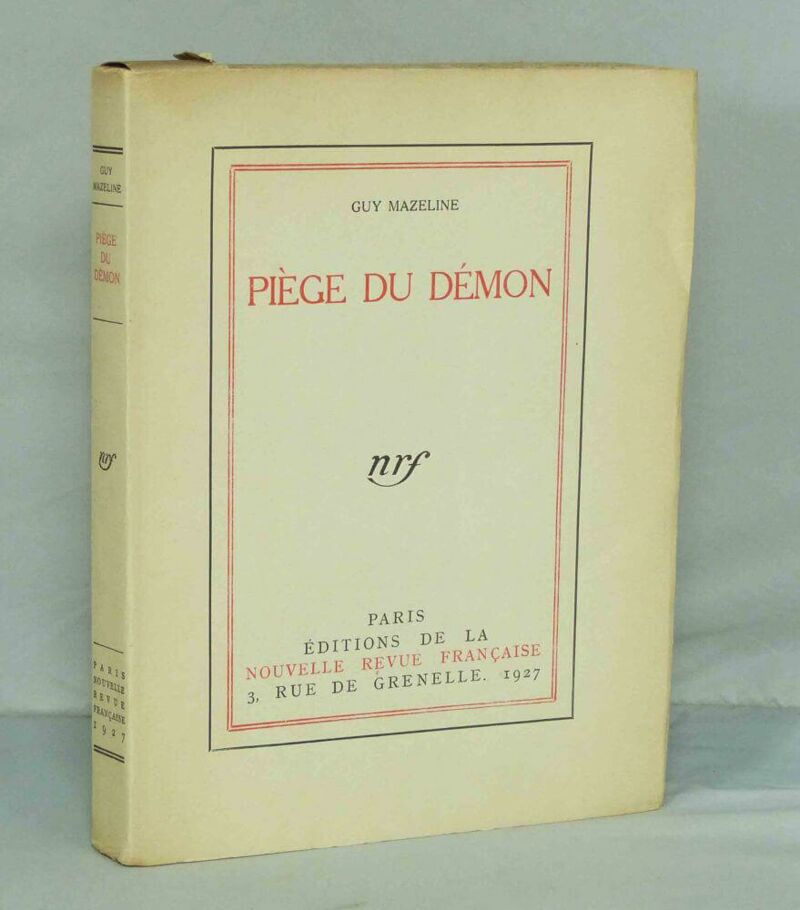 GUY
MAZELINE
PIÈGE
DU
DÉMON
nrf
PARIS
NOUVELLE
REVUE
FRANÇAISE
1927
GUY MAZELINE
PIÈGE DU DÉMON
nrf
PARIS
ÉDITIONS DE LA
NOUVELLE REVUE FRANÇAISE
3, RUE DE GRENELLE. 1927